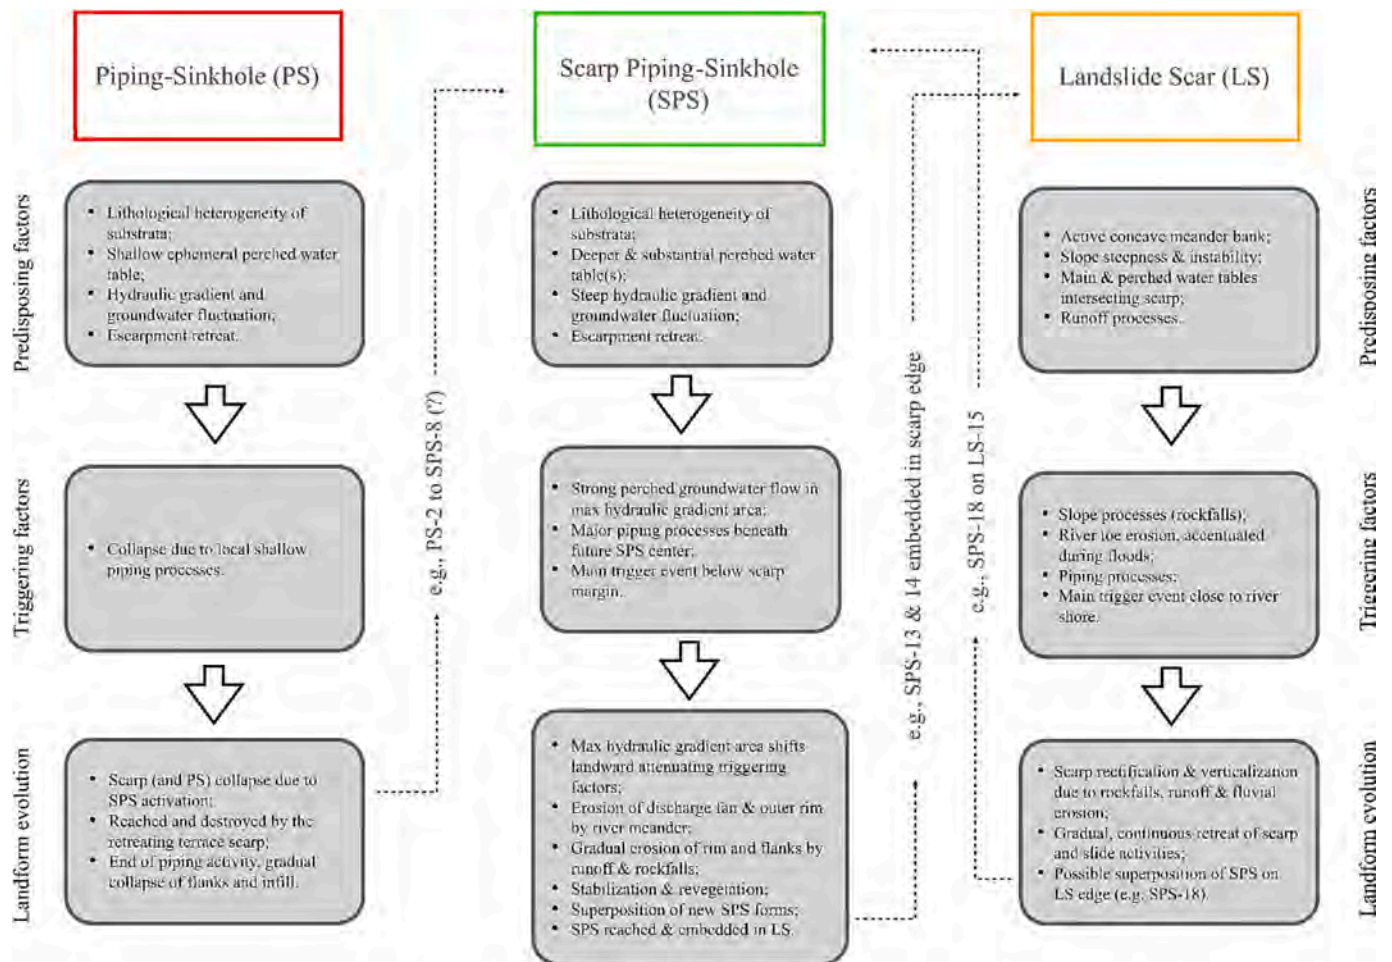 Piping-Sinkhole (PS)
Scarp Piping-Sinkhole
(SPS)
Landslide Scar (LS)
Predisposing factors
• Lithological heterogeneity of
substrata;
• Shallow ephemeral perched water
table;
• Hydraulic gradient and
groundwater fluctuation;
• Escarpment retreat.
• Lithological heterogeneity of
substrata;
• Deeper & substantial perched water
table(s);
• Steep hydraulic gradient and
groundwater fluctuation;
• Escarpment retreat.
• Active concave meander bank;
• Slope steepness & instability;
• Main & perched water tables
intersecting scarp;
• Runoff processes.
Predisposing factors
Triggering factors
• Collapse due to local shallow
piping processes.
e.g., PS-2 to SPS-8 (?)
• Strong perched groundwater flow in
max hydraulic gradient area;
• Major piping processes beneath
future SPS center;
• Main trigger event below scarp
margin.
e.g., SPS-13 & 14 embedded in scarp edge
e.g., SPS-18 on LS-15
• Slope processes (rockfalls);
• River toe erosion, accentuated
during floods;
• Piping processes;
• Main trigger event close to river
shore.
Triggering factors
Landform evolution
• Scarp (and PS) collapse due to
SPS activation;
• Reached and destroyed by the
retreating terrace scarp;
• End of piping activity, gradual
collapse of flanks and infill.
• Max hydraulic gradient area shifts
landward attenuating triggering
factors;
• Erosion of discharge fan & outer rim
by river meander;
• Gradual erosion of rim and flanks by
runoff & rockfalls;
• Stabilization & revegetation;
• Superposition of new SPS forms;
• SPS reached & embedded in LS.
• Scarp rectification & verticalization
due to rockfalls, runoff & fluvial
erosion;
• Gradual, continuous retreat of scarp
and slide activities;
• Possible superposition of SPS on
LS edge (e.g. SPS-18).
Landform evolution